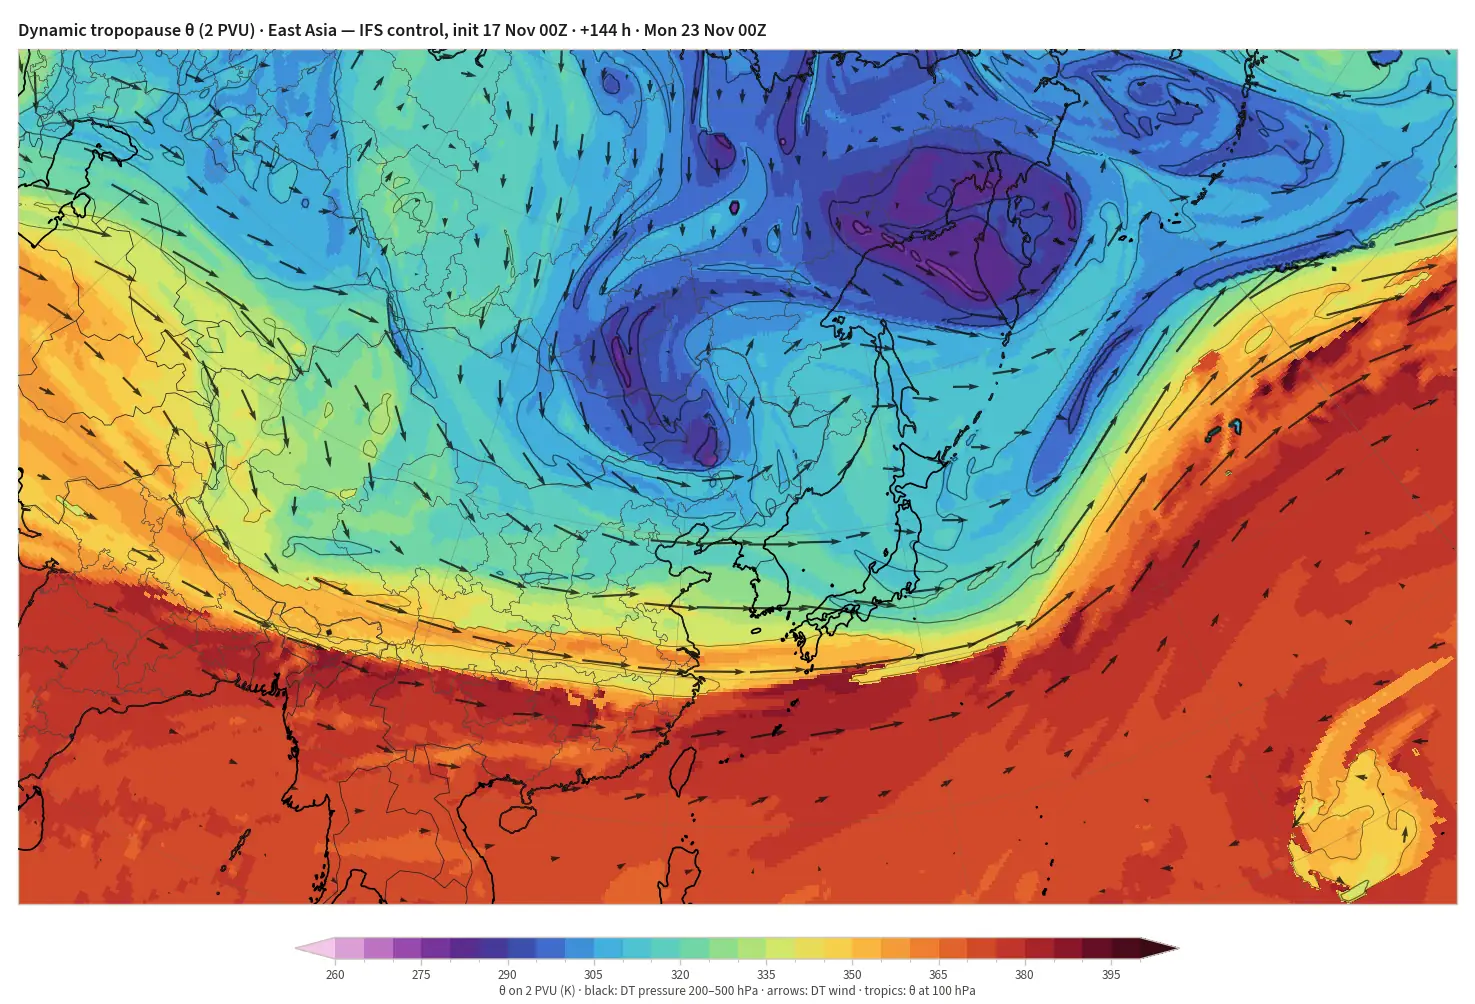 Dynamic tropopause θ (2 PVU) · East Asia — IFS control, init 17 Nov 00Z · +144 h · Mon 23 Nov 00Z
260 275 290 305 320 335 350 365 380 395
θ on 2 PVU (K) · black: DT pressure 200–500 hPa · arrows: DT wind · tropics: θ at 100 hPa